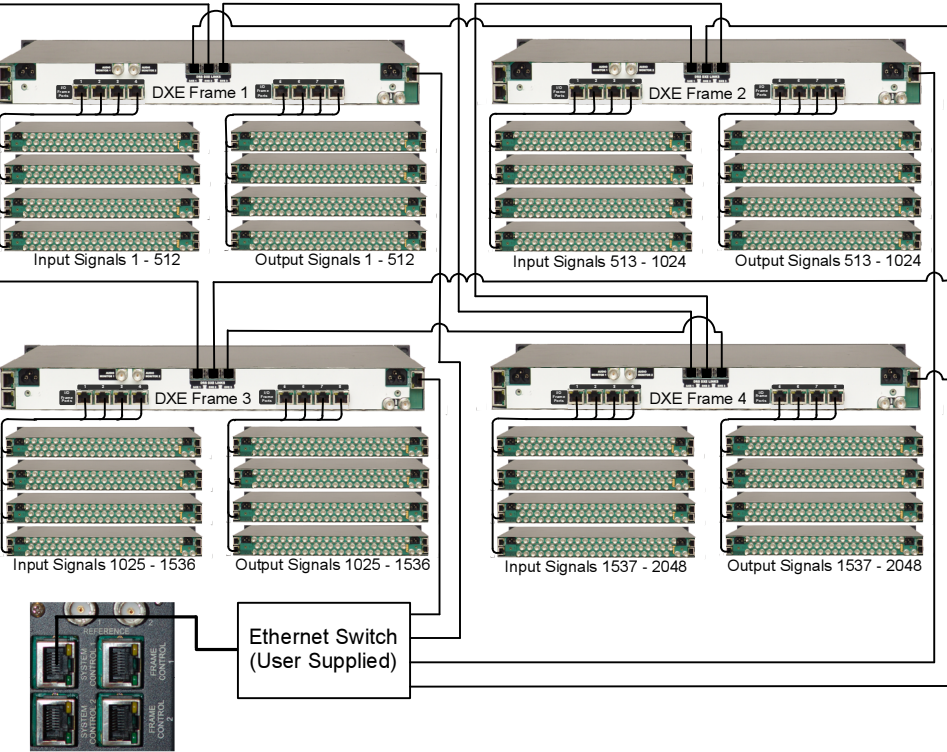 DXE Frame 1
DXE Frame 2
Input Signals 1 - 512
Output Signals 1 - 512
Input Signals 513 - 1024
Output Signals 513 - 1024
DXE Frame 3
DXE Frame 4
Input Signals 1025 - 1536
Output Signals 1025 - 1536
Input Signals 1537 - 2048
Output Signals 1537 - 2048
REFERENCE
SYSTEM
CONTROL 1
FRAME
CONTROL
1
SYSTEM
CONTROL 2
FRAME
CONTROL
2
Ethernet Switch
(User Supplied)